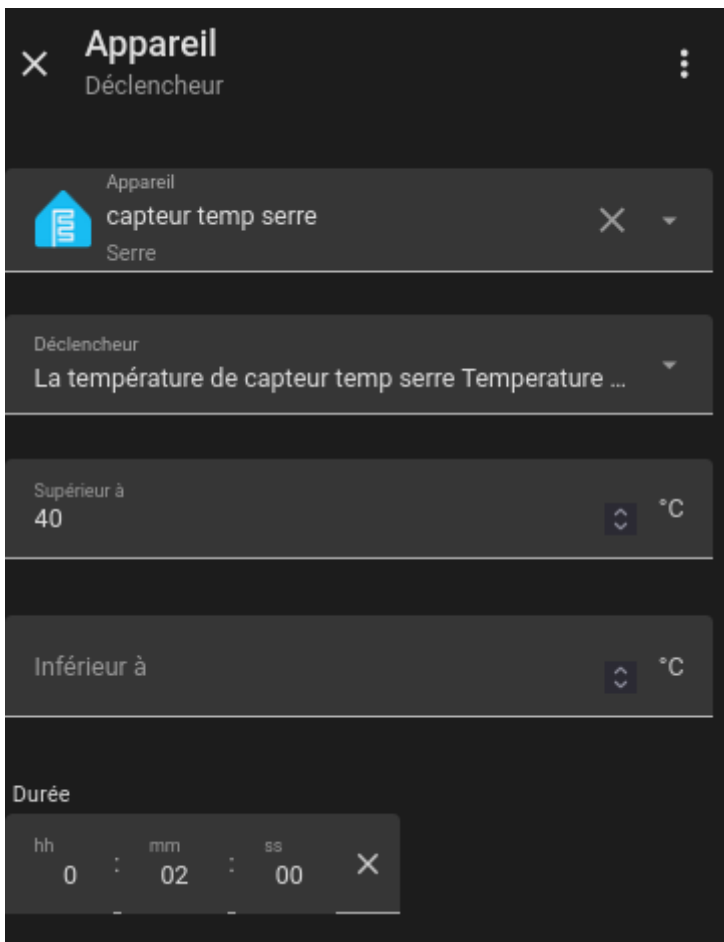 Appareil
Déclencheur
Appareil
capteur temp serre
Serre
Déclencheur
La température de capteur temp serre Temperature ...
Supérieur à
40
°C
Inférieur à
°C
Durée
hh mm ss
0 : 02 : 00